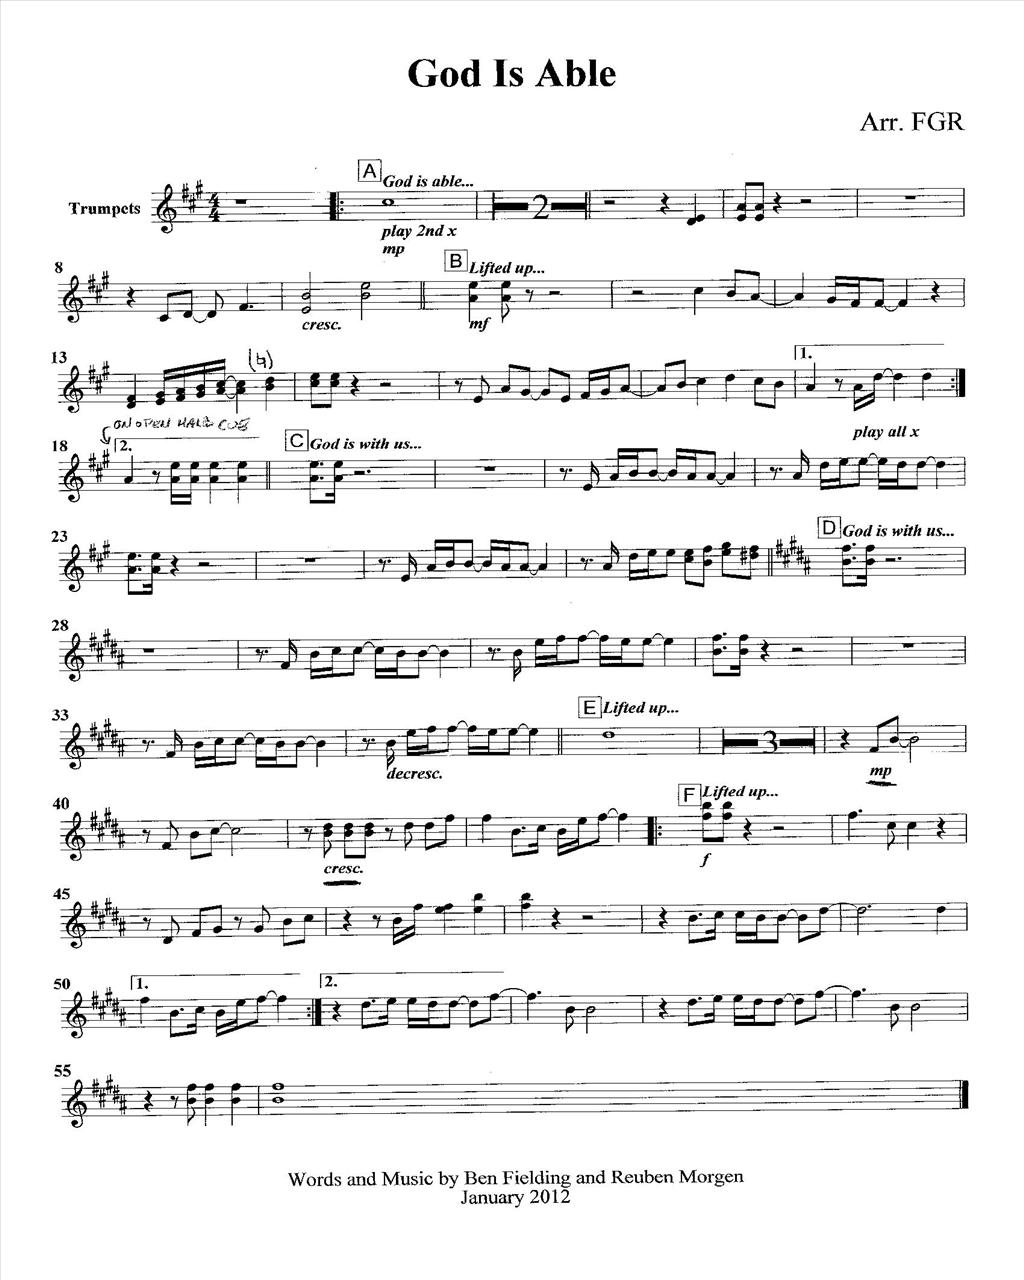 God Is Able
Arr. FGR
A God is able...
Trumpets
4
4
2
play 2nd x
mp
8
B Lifted up...
cresc.
mf
13
(♮)
1.
play all x
ON OPEN HALF CUE
18
2.
C God is with us...
23
D God is with us...
28
33
E Lifted up...
3
decresc.
mp
40
F Lifted up...
cresc.
f
45
50
1.
2.
55
Words and Music by Ben Fielding and Reuben Morgen
January 2012